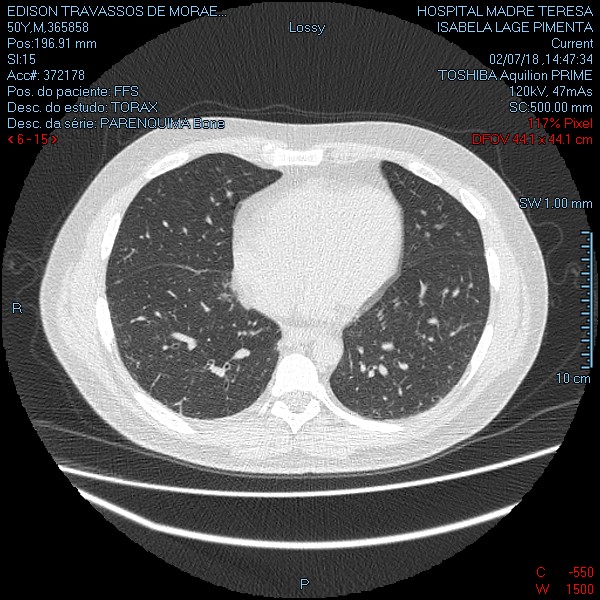 EDISON TRAVASSOS DE MORAE...
50Y,M,365858
Pos:196.91 mm
SI:15
Acc#: 372178
Pos. do paciente: FFS
Desc. do estudo: TORAX
Desc. da série: PARENQUIMA Bone
< 6 - 15 >
Lossy
HOSPITAL MADRE TERESA
ISABELA LAGE PIMENTA
Current
02/07/18 ,14:47:34
TOSHIBA Aquilion PRIME
120kV, 47mAs
SC:500.00 mm
117% Pixel
DFOV 44.1 x 44.1 cm
SW 1.00 mm
R
10 cm
P
C -550
W 1500